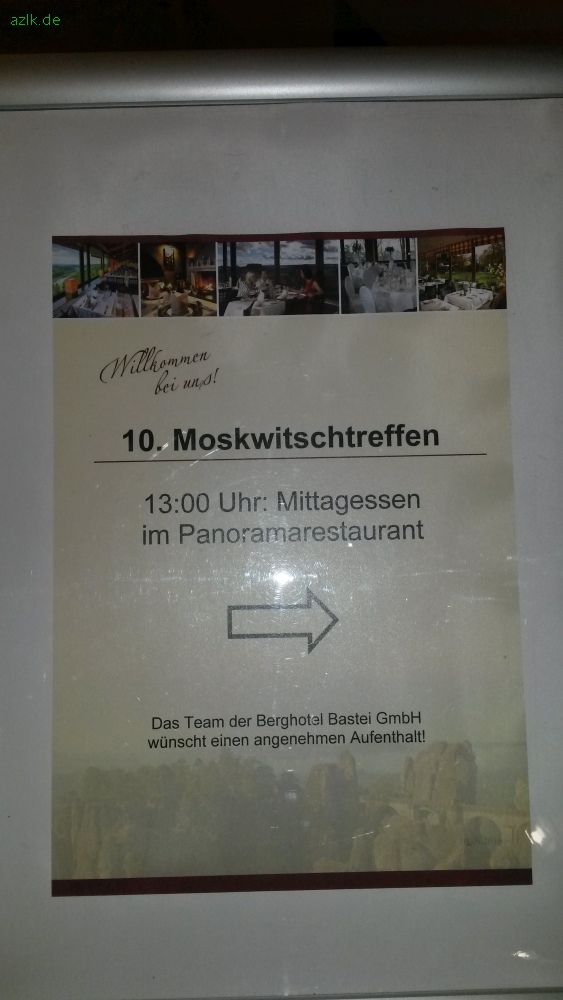 azlk.de
Willkommen
bei uns!
10. Moskwitschtreffen
13:00 Uhr: Mittagessen
im Panoramarestaurant
Das Team der Berghotel Bastei GmbH
wünscht einen angenehmen Aufenthalt!